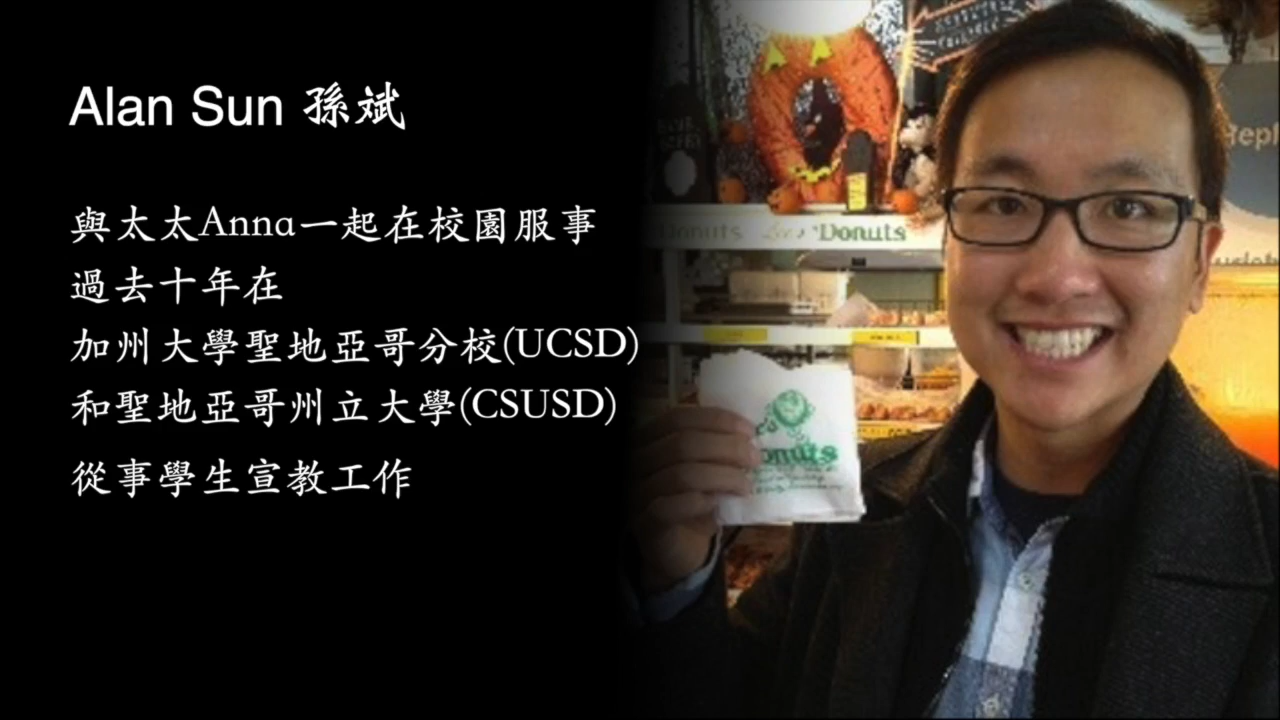 Alan Sun 孫斌
與太太Anna一起在校園服事
過去十年在
加州大學聖地亞哥分校(UCSD)
和聖地亞哥州立大學(CSUSD)
從事學生宣教工作
Donuts
Donuts
Donuts